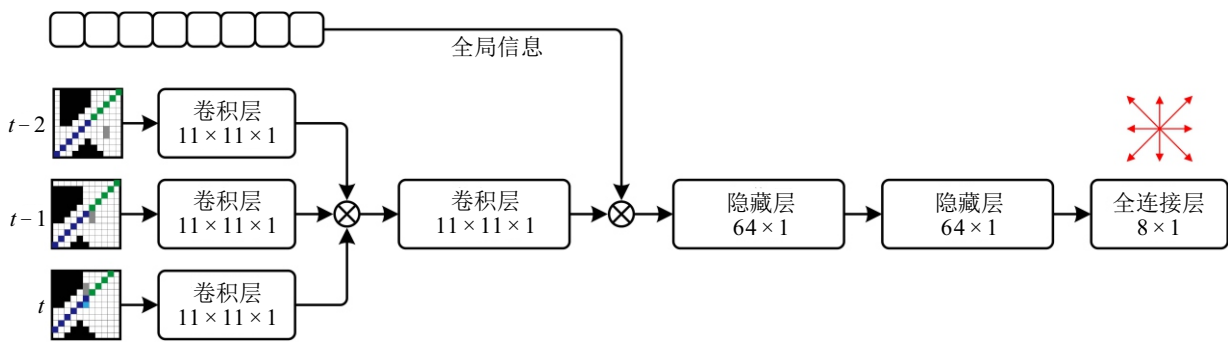 全局信息
t – 2
卷积层
11 × 11 × 1
t – 1
卷积层
11 × 11 × 1
t
卷积层
11 × 11 × 1
卷积层
11 × 11 × 1
隐藏层
64 × 1
隐藏层
64 × 1
全连接层
8 × 1